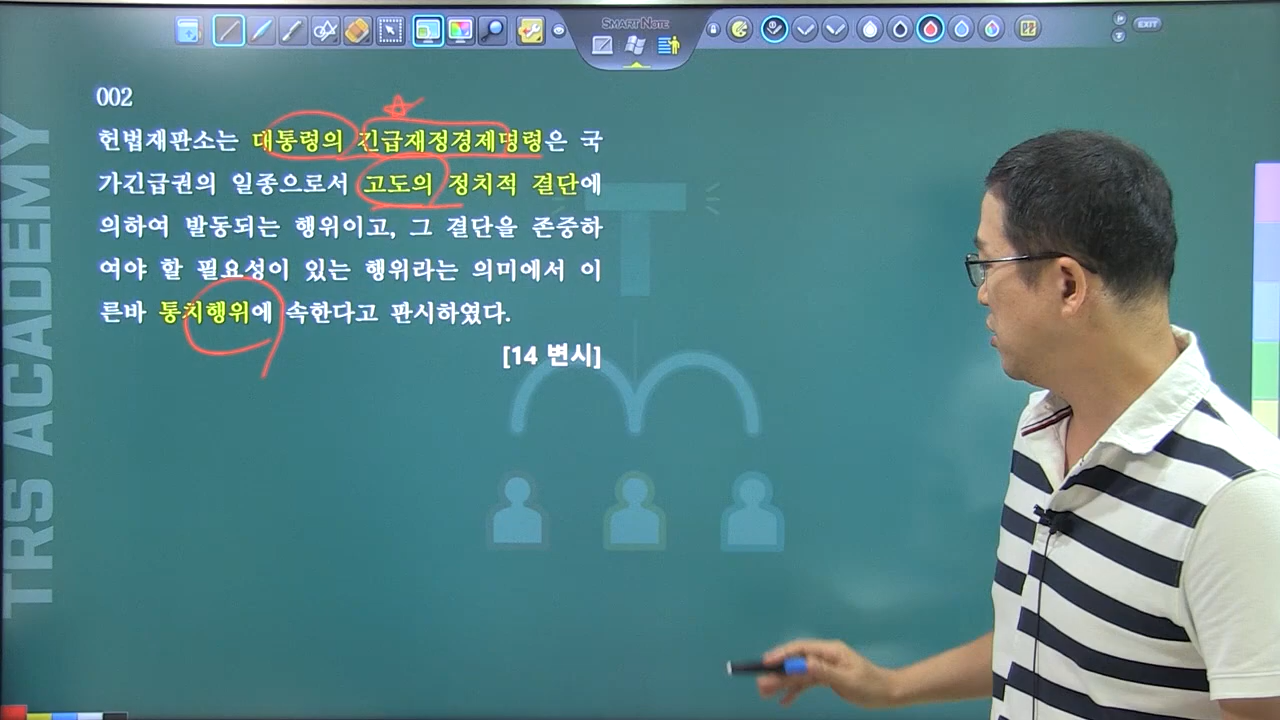 SMART NOTE
EXIT
002
헌법재판소는 대통령의 긴급재정경제명령은 국
가긴급권의 일종으로서 고도의 정치적 결단에
의하여 발동되는 행위이고, 그 결단을 존중하
여야 할 필요성이 있는 행위라는 의미에서 이
른바 통치행위에 속한다고 판시하였다.
[14 변시]
TRS ACADEMY